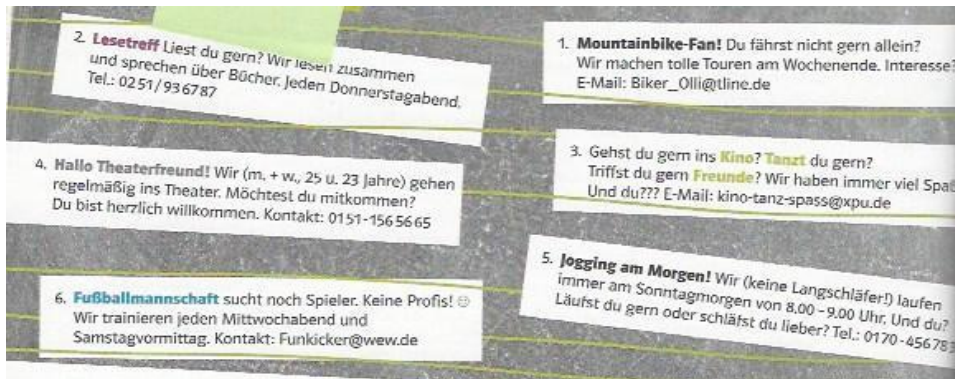 2. Lesetreff Liest du gern? Wir lesen zusammen
und sprechen über Bücher. Jeden Donnerstagabend.
Tel.: 0251/936787
1. Mountainbike-Fan! Du fährst nicht gern allein?
Wir machen tolle Touren am Wochenende. Interesse?
E-Mail: Biker_Olli@tline.de
4. Hallo Theaterfreund! Wir (m. + w., 25 u. 23 Jahre) gehen
regelmäßig ins Theater. Möchtest du mitkommen?
Du bist herzlich willkommen. Kontakt: 0151-1565665
3. Gehst du gern ins Kino? Tanzt du gern?
Triffst du gern Freunde? Wir haben immer viel Spaß
Und du??? E-Mail: kino-tanz-spass@xpu.de
6. Fußballmannschaft sucht noch Spieler. Keine Profis! ☺
Wir trainieren jeden Mittwochabend und
Samstagvormittag. Kontakt: Funkicker@wew.de
5. Jogging am Morgen! Wir (keine Langschläfer!) laufen
immer am Sonntagmorgen von 8.00 - 9.00 Uhr. Und du?
Läufst du gern oder schläfst du lieber? Tel.: 0170-456783